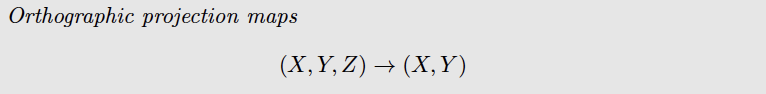 Orthographic projection maps
(X, Y, Z) → (X, Y)